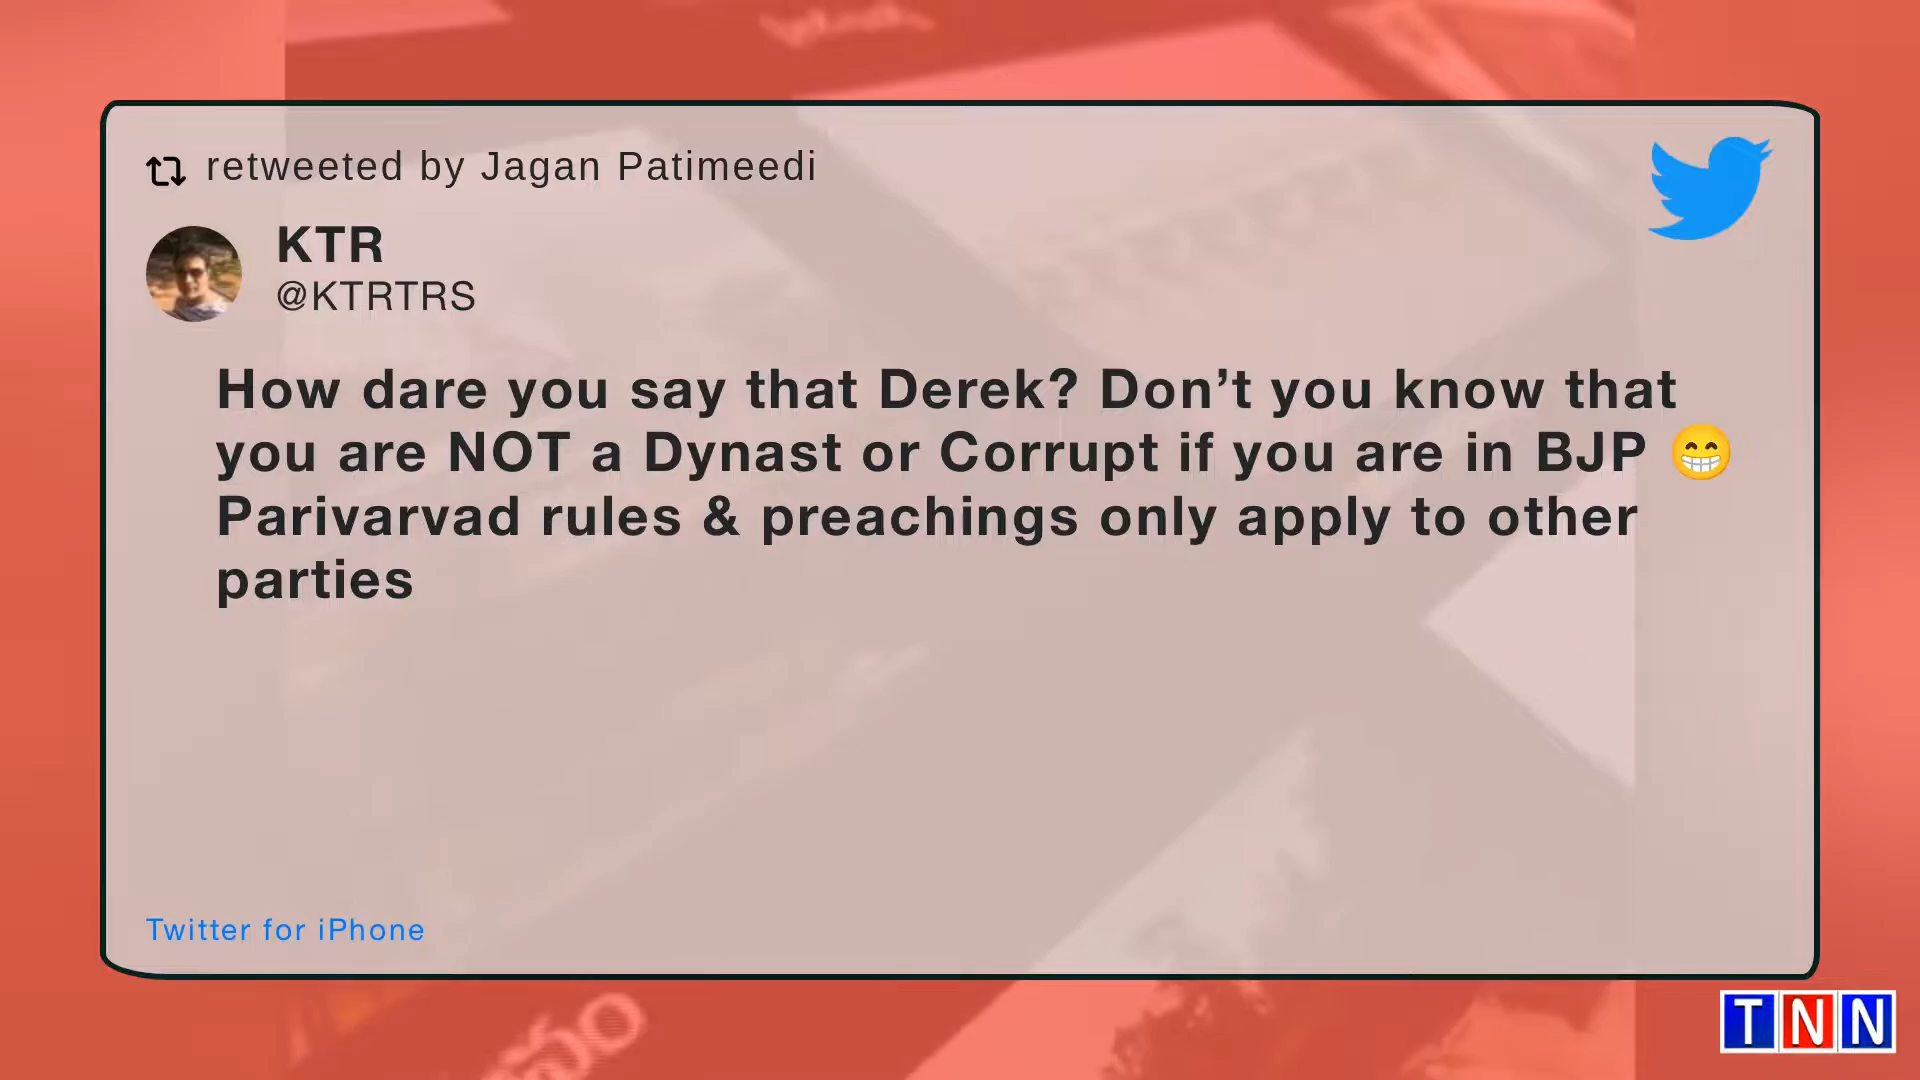 retweeted by Jagan Patimeedi
KTR
@KTRTRS
How dare you say that Derek? Don’t you know that
you are NOT a Dynast or Corrupt if you are in BJP 😁
Parivarvad rules & preachings only apply to other
parties
Twitter for iPhone
TNN